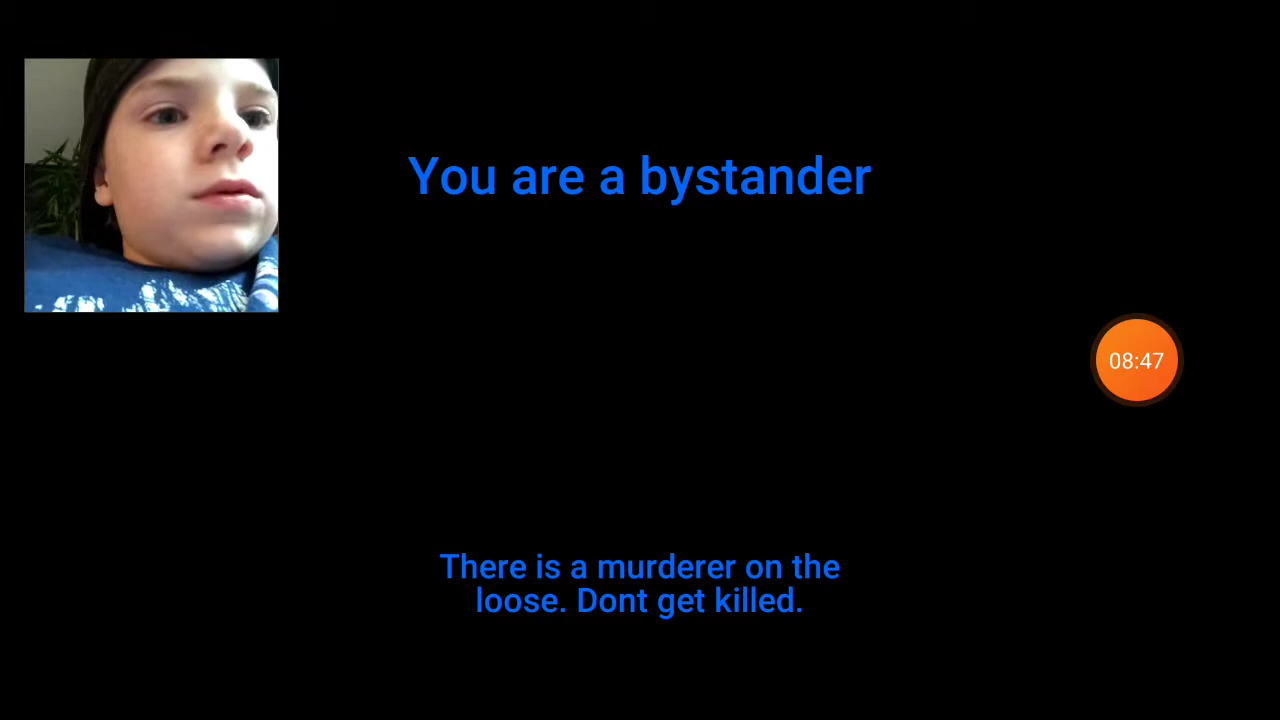 You are a bystander
08:47
There is a murderer on the
loose. Dont get killed.